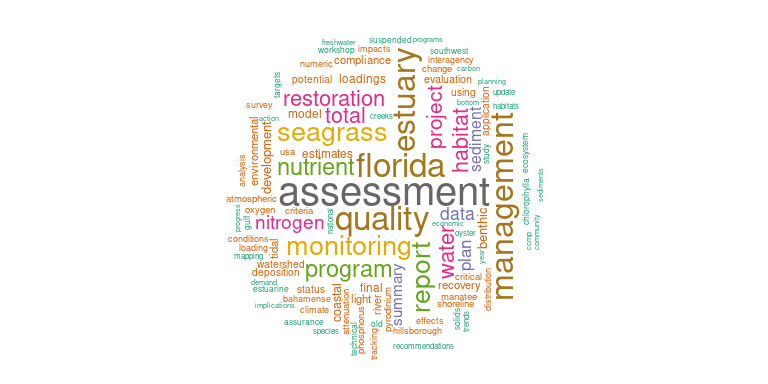 freshwater
suspended
programs
workshop
impacts
southwest
numeric
compliance
estuary
interagency
change
carbon
targets
potential
loadings
evaluation
planning
survey
restoration
project
using
update
action
model
total
creeks
habitat
bottom
habitats
environmental
development
seagrass
sediment
application
management
usa
estimates
study
ecosystem
analysis
nutrient
florida
assessment
sediments
atmospheric
oxygen
criteria
quality
data
chlorophylla
progress
gulf
nitrogen
national
economic
water
benthic
community
conditions
loading
tidal
monitoring
oyster
plan
ccmp
mapping
watershed
program
report
year
deposition
critical
demand
estuarine
status
coastal
final
summary
recovery
distribution
implications
bahamense
light
river
manatee
shoreline
climate
attenuation
phosphorus
pyrodinium
solids
trends
assurance
old
effects
species
technical
tracking
hillsborough
recommendations